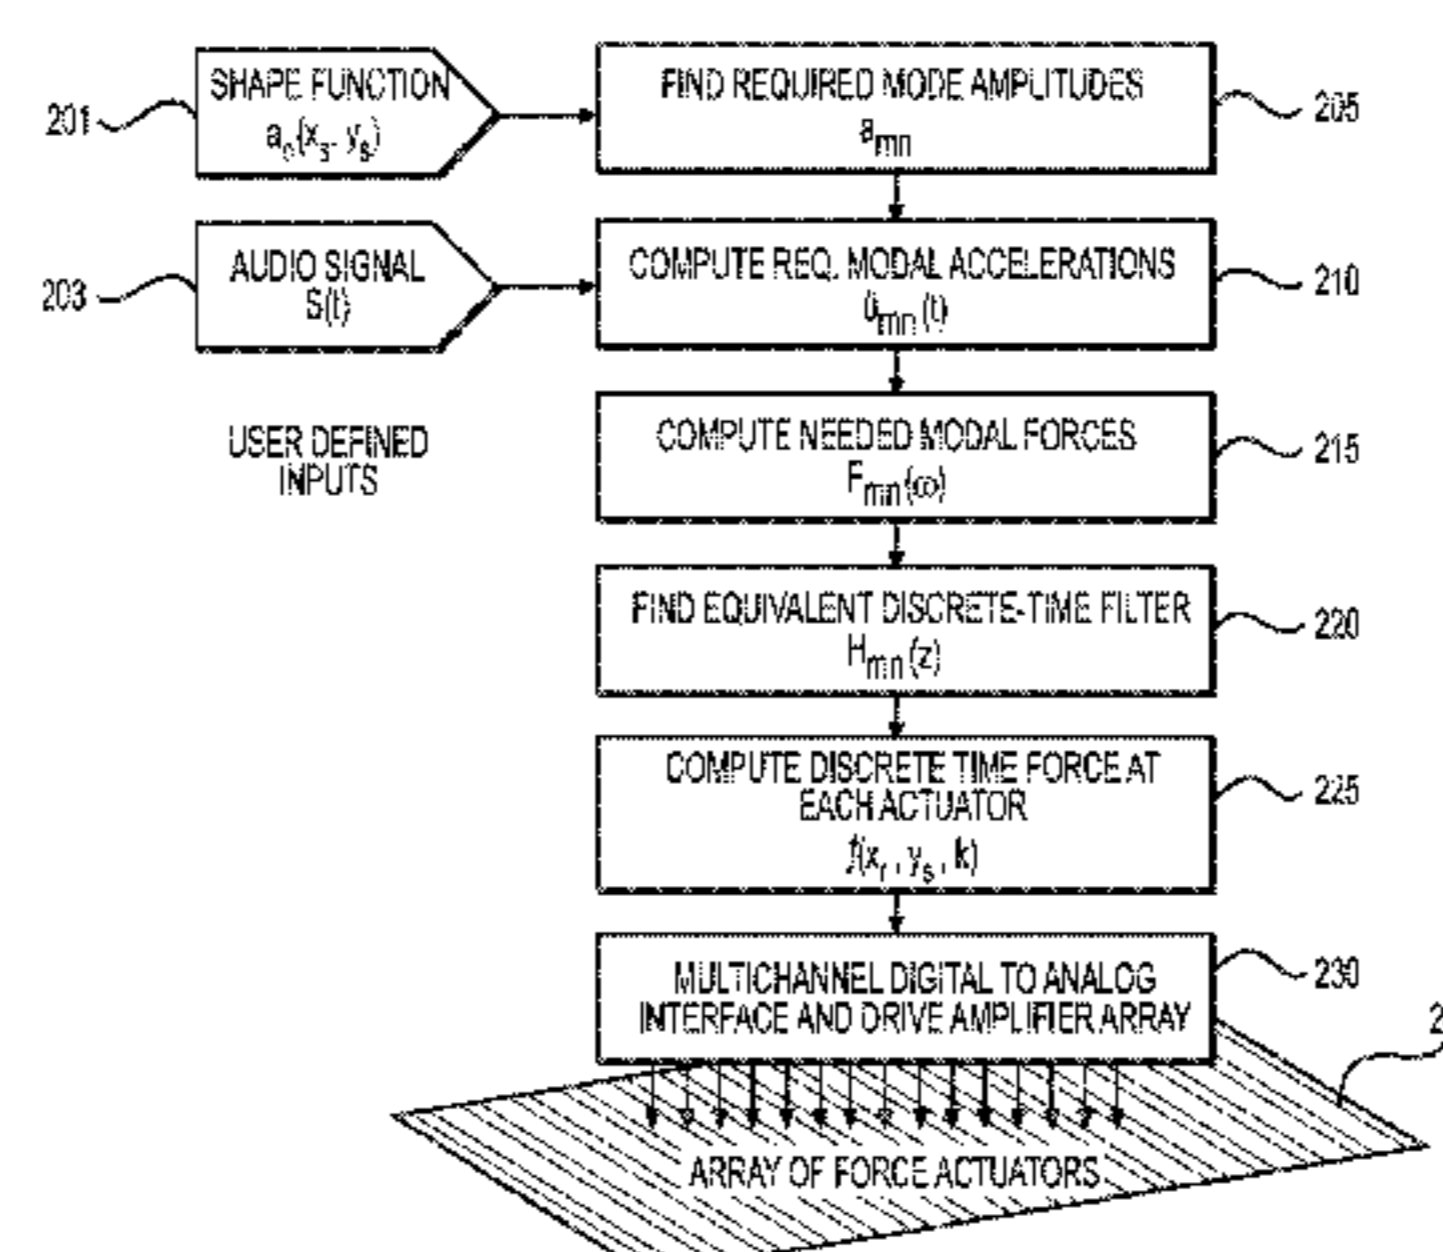 SHAPE FUNCTION
a₀(xₛ, yₛ)
201
FIND REQUIRED MODE AMPLITUDES
aₘₙ
205
AUDIO SIGNAL
S(t)
203
COMPUTE REQ. MODAL ACCELERATIONS
üₘₙ(t)
210
USER DEFINED
INPUTS
COMPUTE NEEDED MODAL FORCES
Fₘₙ(ω)
215
FIND EQUIVALENT DISCRETE-TIME FILTER
Hₘₙ(z)
220
COMPUTE DISCRETE TIME FORCE AT
EACH ACTUATOR
f(xᵣ, yₛ, k)
225
MULTICHANNEL DIGITAL TO ANALOG
INTERFACE AND DRIVE AMPLIFIER ARRAY
230
ARRAY OF FORCE ACTUATORS